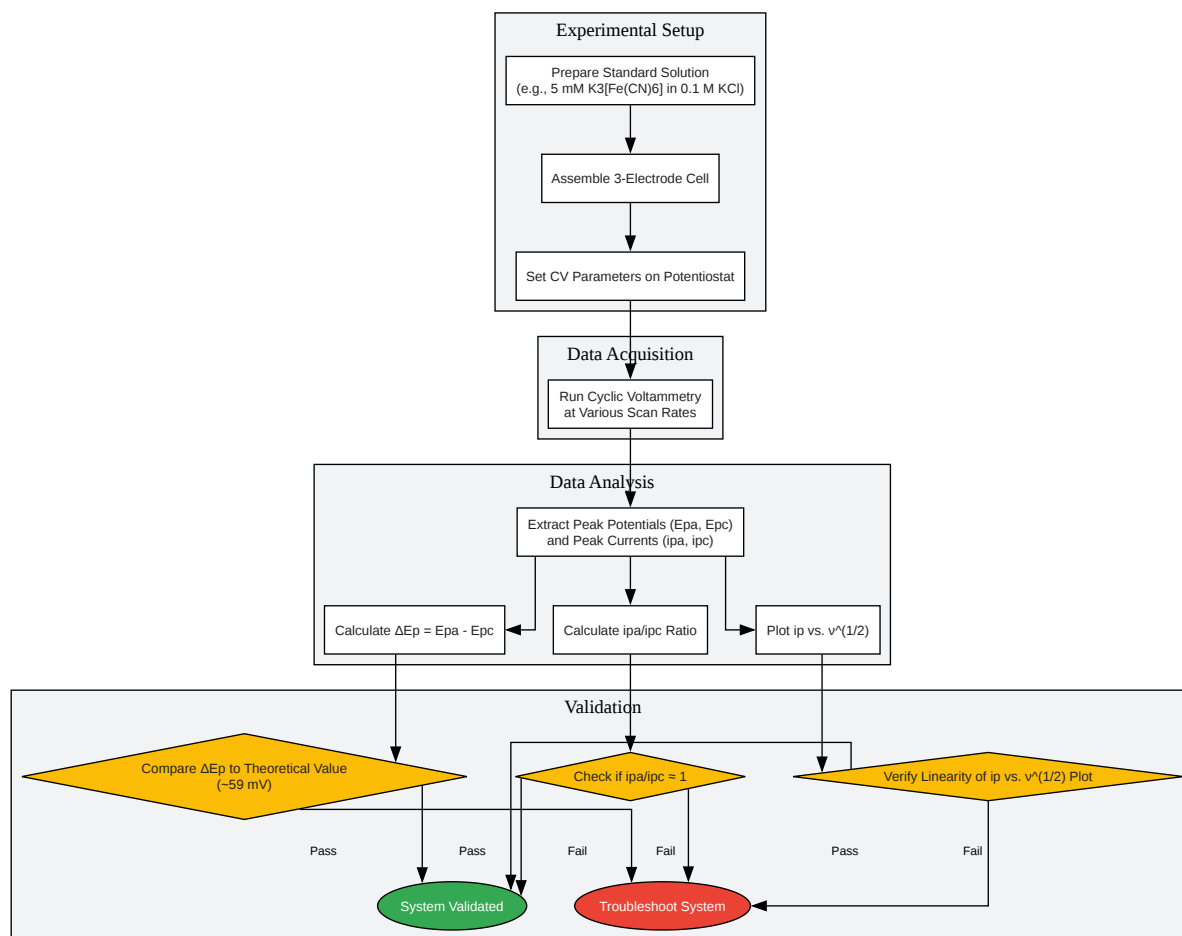 Experimental Setup
Prepare Standard Solution
(e.g., 5 mM K3[Fe(CN)6] in 0.1 M KCl)
Assemble 3-Electrode Cell
Set CV Parameters on Potentiostat
Data Acquisition
Run Cyclic Voltammetry
at Various Scan Rates
Data Analysis
Extract Peak Potentials (Epa, Epc)
and Peak Currents (ipa, ipc)
Calculate ΔEp = Epa - Epc
Calculate ipa/ipc Ratio
Plot ip vs. ν^(1/2)
Validation
Compare ΔEp to Theoretical Value
(~59 mV)
Check if ipa/ipc ≈ 1
Verify Linearity of ip vs. ν^(1/2) Plot
Pass
Pass
Fail
Fail
Pass
Fail
System Validated
Troubleshoot System